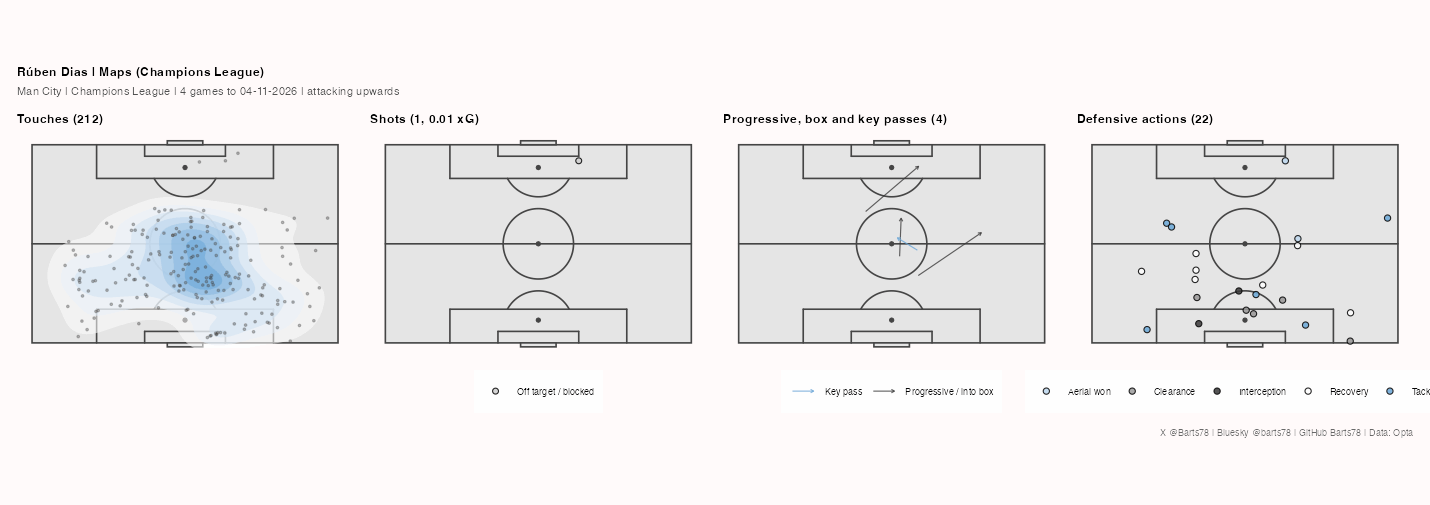 Rúben Dias | Maps (Champions League)
Man City | Champions League | 4 games to 04-11-2026 | attacking upwards
Touches (212)
Shots (1, 0.01 xG)
Progressive, box and key passes (4)
Defensive actions (22)
Off target / blocked
Key pass
Progressive / into box
Aerial won
Clearance
Interception
Recovery
Tack
X @Barts78 | Bluesky @barts78 | GitHub Barts78 | Data: Opta